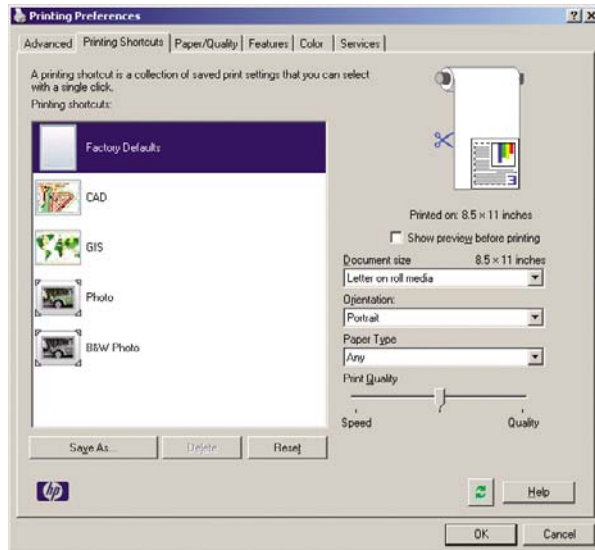 Printing Preferences
Advanced
Printing Shortcuts
Paper/Quality
Features
Color
Services
A printing shortcut is a collection of saved print settings that you can select
with a single click.
Printing shortcuts:
Factory Defaults
CAD
GIS
Photo
B&W Photo
Save As...
Delete
Reset
3
Printed on: 8.5 × 11 inches
Show preview before printing
Document size
8.5 × 11 inches
Letter on roll media
Orientation:
Portrait
Paper Type
Any
Print Quality
Speed
Quality
hp
Help
OK
Cancel